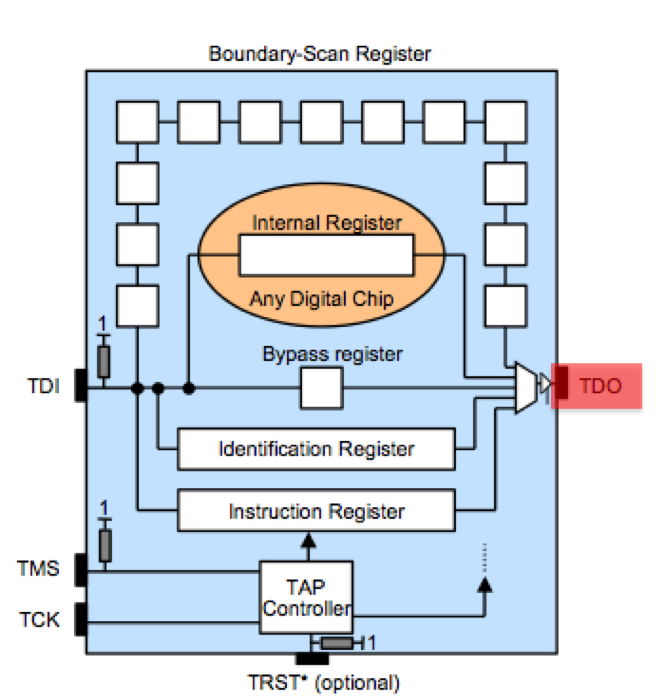 Boundary-Scan Register
Internal Register
Any Digital Chip
1
Bypass register
TDI
TDO
Identification Register
1
Instruction Register
TMS
TAP
Controller
TCK
1
TRST* (optional)